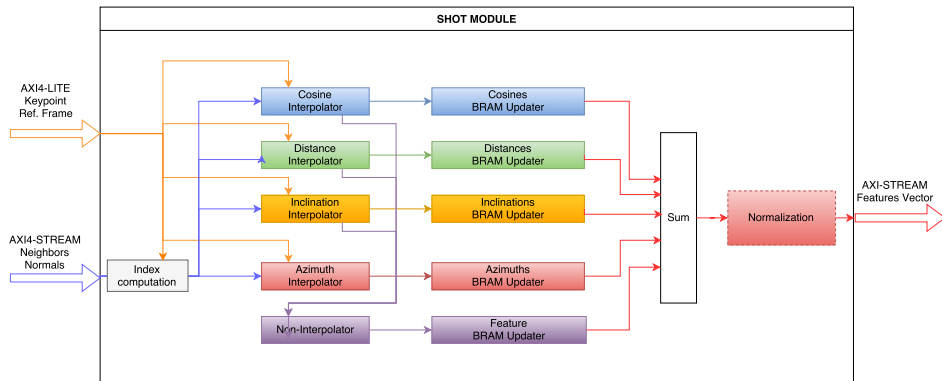 SHOT MODULE
AXI4-LITE
Keypoint
Ref. Frame
Cosine
Interpolator
Cosines
BRAM Updater
Distance
Interpolator
Distances
BRAM Updater
Inclination
Interpolator
Inclinations
BRAM Updater
Sum
Normalization
AXI-STREAM
Features Vector
AXI4-STREAM
Neighbors
Normals
Index
computation
Azimuth
Interpolator
Azimuths
BRAM Updater
Non-Interpolator
Feature
BRAM Updater